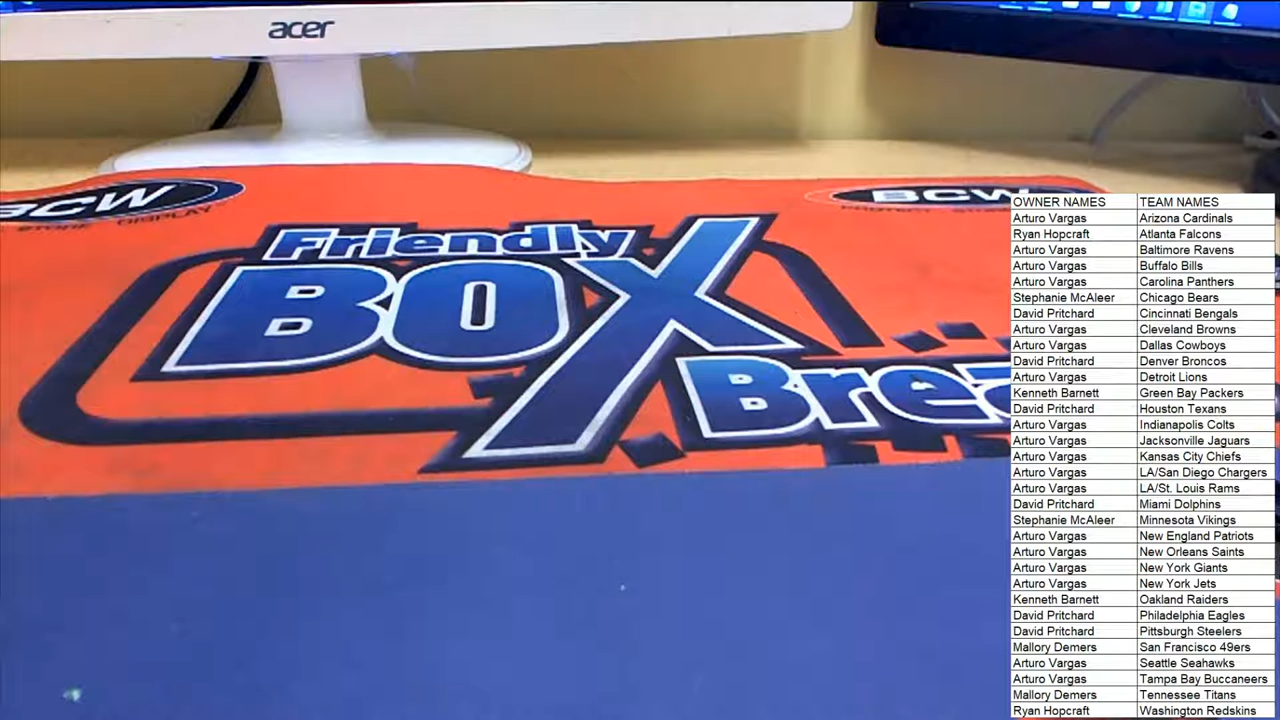 acer
BCW
STORE DISPLAY
BCW
Friendly
BOX
Brea
OWNER NAMES TEAM NAMES
Arturo Vargas Arizona Cardinals
Ryan Hopcraft Atlanta Falcons
Arturo Vargas Baltimore Ravens
Arturo Vargas Buffalo Bills
Arturo Vargas Carolina Panthers
Stephanie McAleer Chicago Bears
David Pritchard Cincinnati Bengals
Arturo Vargas Cleveland Browns
Arturo Vargas Dallas Cowboys
David Pritchard Denver Broncos
Arturo Vargas Detroit Lions
Kenneth Barnett Green Bay Packers
David Pritchard Houston Texans
Arturo Vargas Indianapolis Colts
Arturo Vargas Jacksonville Jaguars
Arturo Vargas Kansas City Chiefs
Arturo Vargas LA/San Diego Chargers
Arturo Vargas LA/St. Louis Rams
David Pritchard Miami Dolphins
Stephanie McAleer Minnesota Vikings
Arturo Vargas New England Patriots
Arturo Vargas New Orleans Saints
Arturo Vargas New York Giants
Arturo Vargas New York Jets
Kenneth Barnett Oakland Raiders
David Pritchard Philadelphia Eagles
David Pritchard Pittsburgh Steelers
Mallory Demers San Francisco 49ers
Arturo Vargas Seattle Seahawks
Arturo Vargas Tampa Bay Buccaneers
Mallory Demers Tennessee Titans
Ryan Hopcraft Washington Redskins